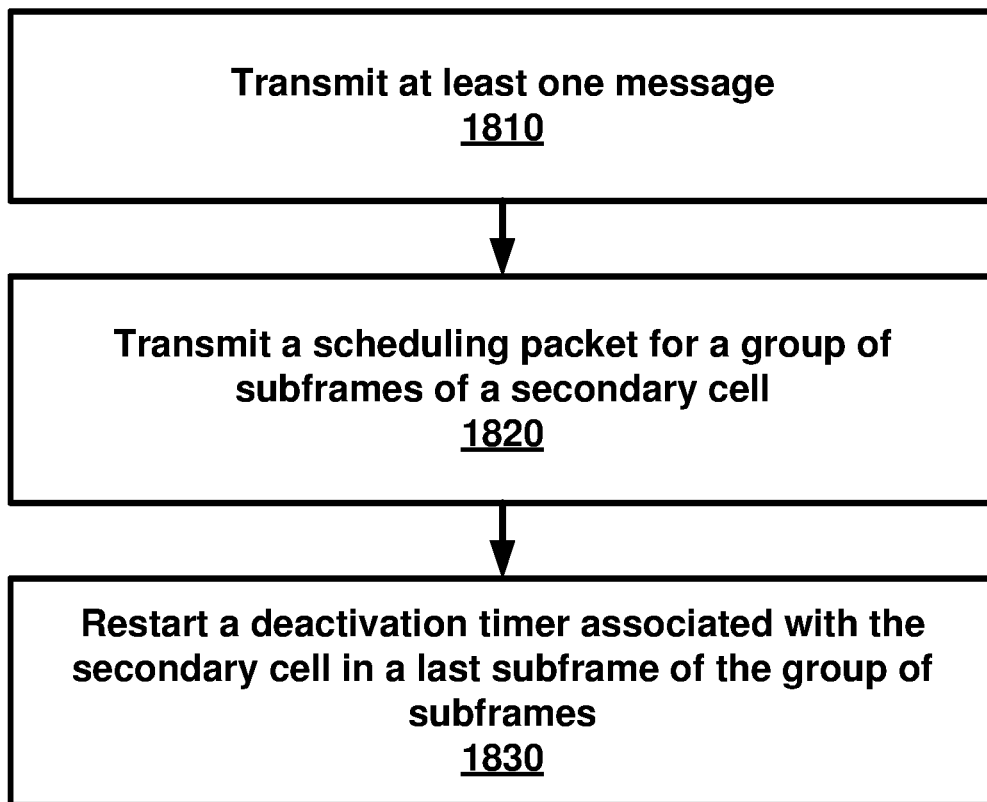 Transmit at least one message
1810
Transmit a scheduling packet for a group of
subframes of a secondary cell
1820
Restart a deactivation timer associated with the
secondary cell in a last subframe of the group of
subframes
1830